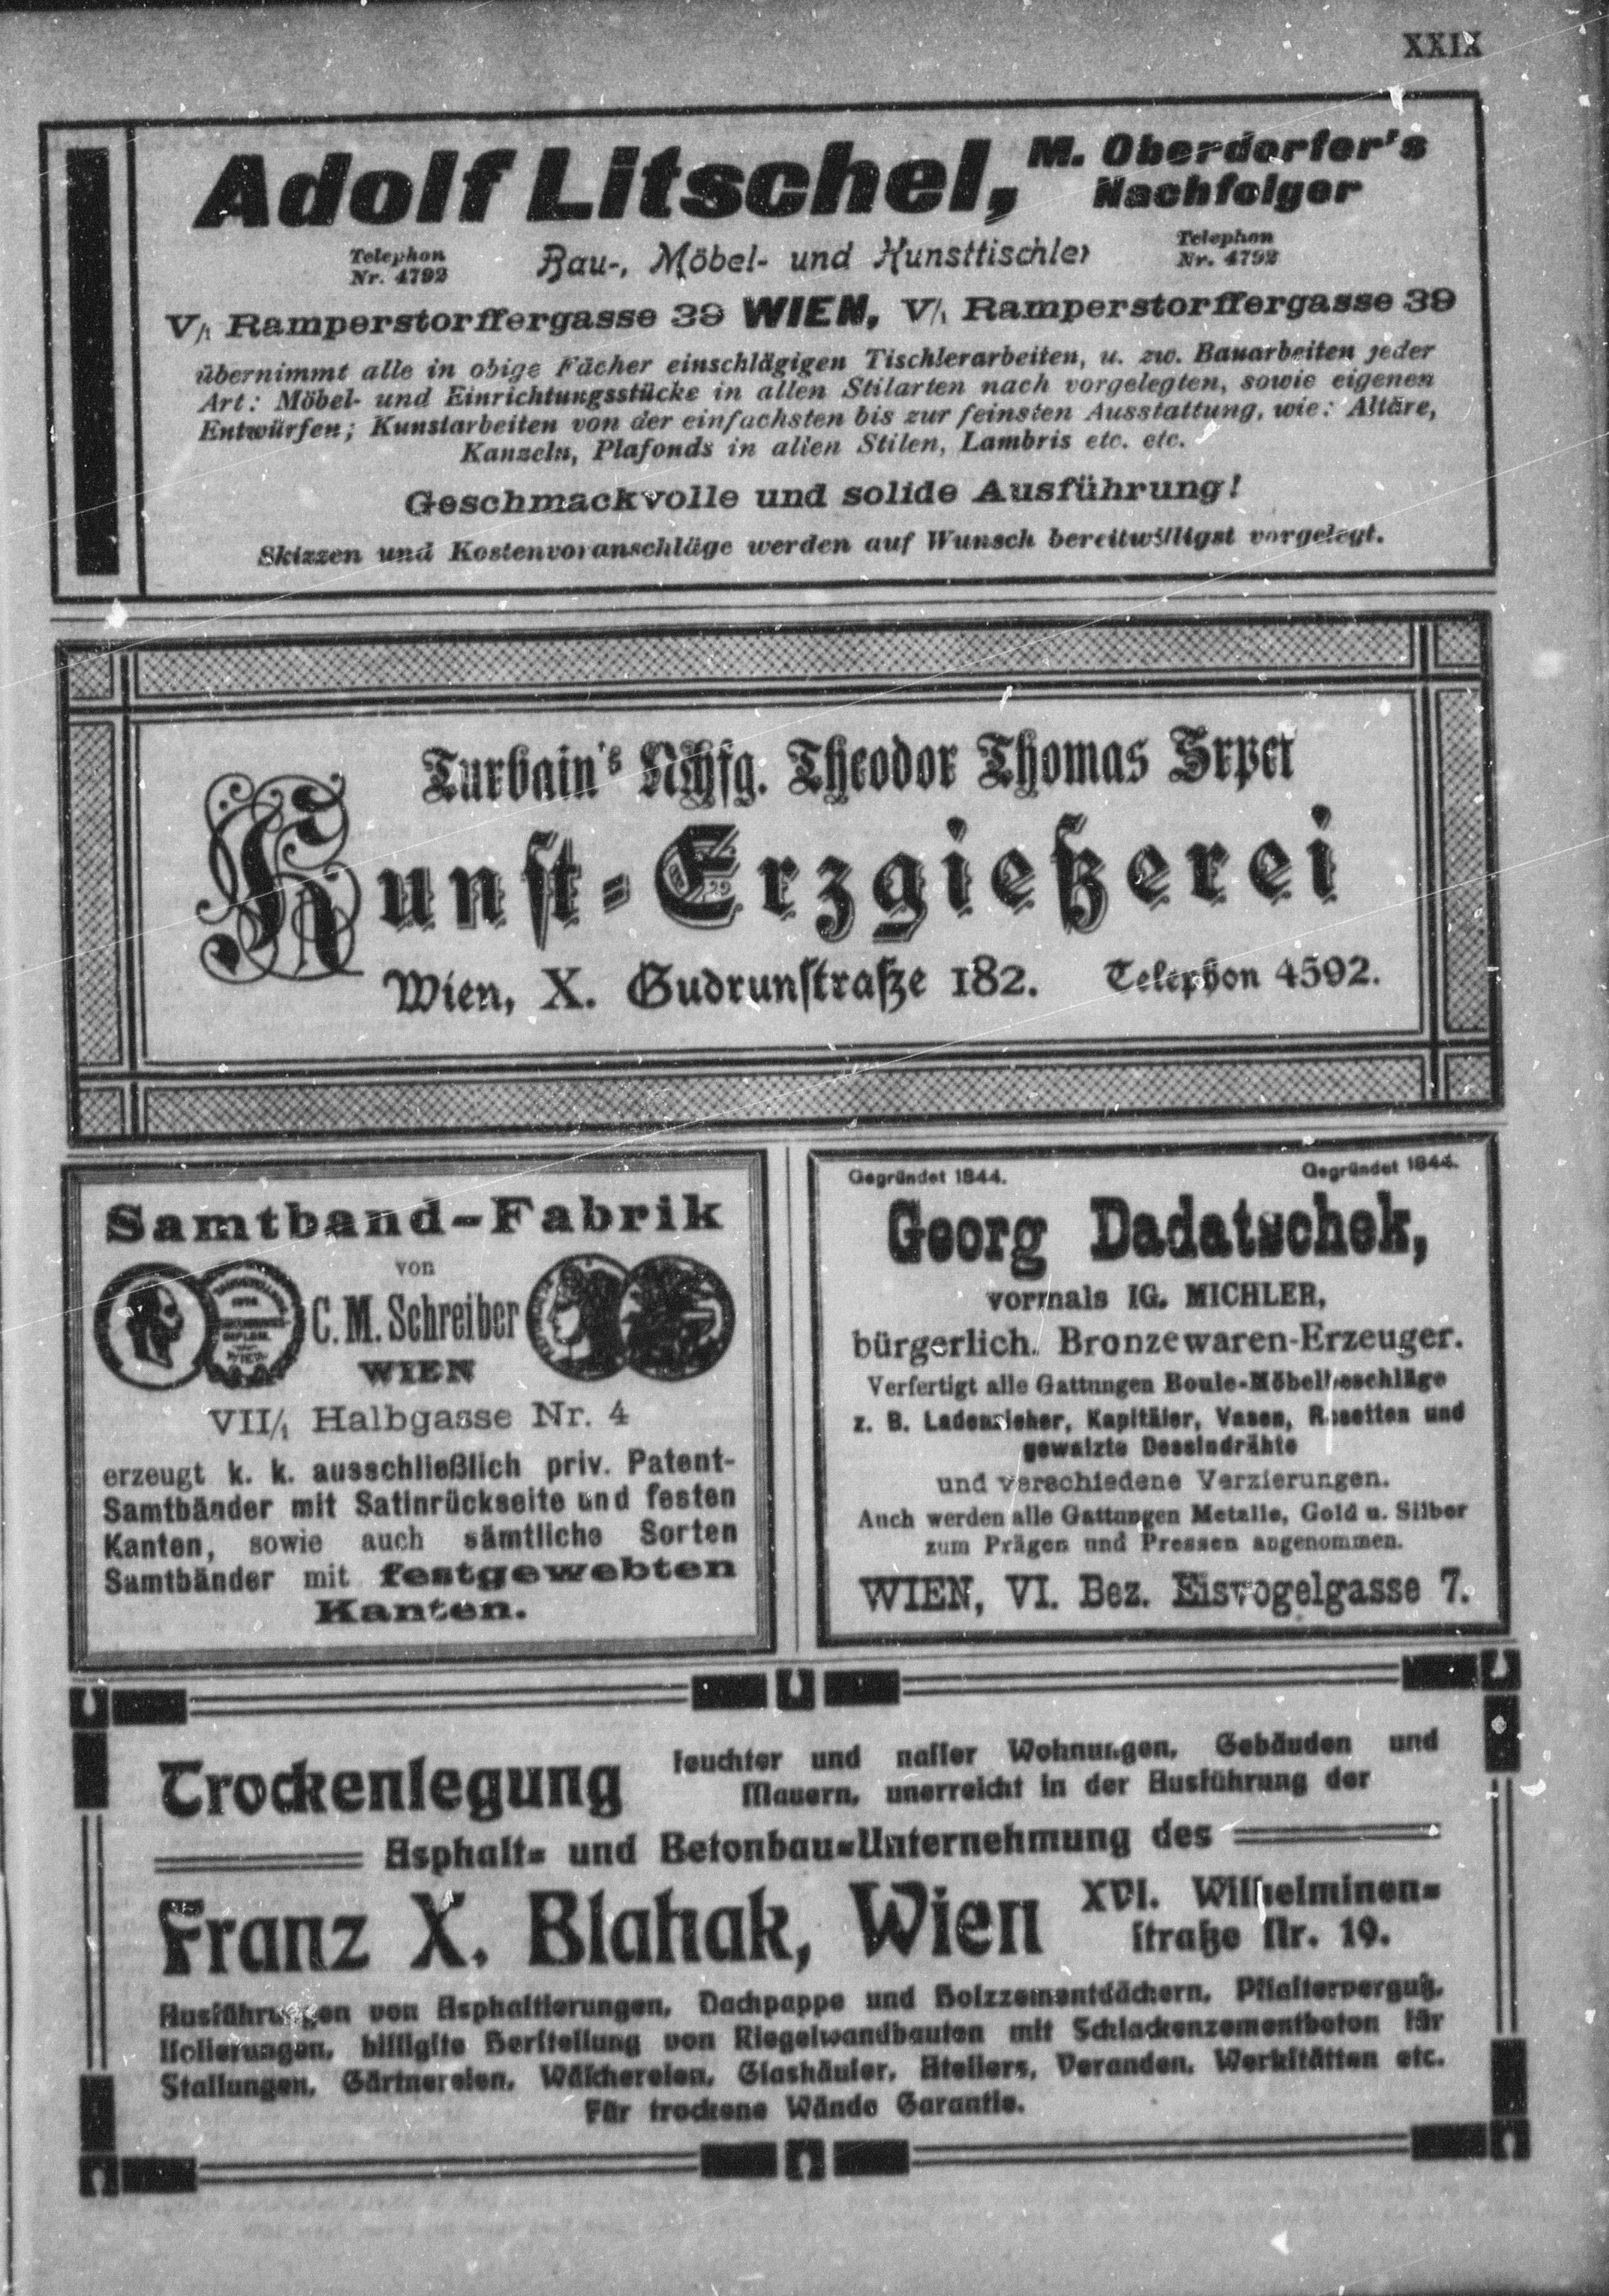 XXIX
Adolf Litschel, M. Oberdorfer's
Nachfolger
Telephon
Nr. 4792
Bau-, Möbel- und Kunsttischler
Telephon
Nr. 4792
V/1 Ramperstorffergasse 39 WIEN, V/1 Ramperstorffergasse 39
übernimmt alle in obige Fächer einschlägigen Tischlerarbeiten, u. zw. Bauarbeiten jeder
Art: Möbel- und Einrichtungsstücke in allen Stilarten nach vorgelegten, sowie eigenen
Entwürfen; Kunstarbeiten von der einfachsten bis zur feinsten Ausstattung, wie: Altäre,
Kanzeln, Plafonds in allen Stilen, Lambris etc. etc.
Geschmackvolle und solide Ausführung!
Skizzen und Kostenvoranschläge werden auf Wunsch bereitwilligst vorgelegt.
Turbain's Nchfg. Theodor Thomas Srpek
Kunst-Erzgießerei
Wien, X. Gudrunstraße 182. Telephon 4592.
Samtband-Fabrik
von
C. M. Schreiber
WIEN
VII/1 Halbgasse Nr. 4
erzeugt k. k. ausschließlich priv. Patent-
Samtbänder mit Satinrückseite und festen
Kanten, sowie auch sämtliche Sorten
Samtbänder mit festgewebten
Kanten.
Gegründet 1844. Gegründet 1844.
Georg Dadatschek,
vormals IG. MICHLER,
bürgerlich. Bronzewaren-Erzeuger.
Verfertigt alle Gattungen Boule-Möbelbeschläge
z. B. Ladenzieher, Kapitäler, Vasen, Rosetten und
gewalzte Dessindrähte
und verschiedene Verzierungen.
Auch werden alle Gattungen Metalle, Gold u. Silber
zum Prägen und Pressen angenommen.
WIEN, VI. Bez. Eisvogelgasse 7.
Trockenlegung feuchter und nasser Wohnungen, Gebäuden und
Mauern, unerreicht in der Ausführung der
Asphalt- und Betonbau-Unternehmung des
Franz X. Blahak, Wien XVI. Wilhelminen-
straße Nr. 19.
Ausführungen von Asphaltierungen, Dachpappe und Holzzementdächern, Pflasterverguß,
Isolierungen, billigste Herstellung von Riegelwandbauten mit Schlackenzementbeton für
Stallungen, Gärtnereien, Wäschereien, Glashäuser, Ateliers, Veranden, Werkstätten etc.
Für trockene Wände Garantie.